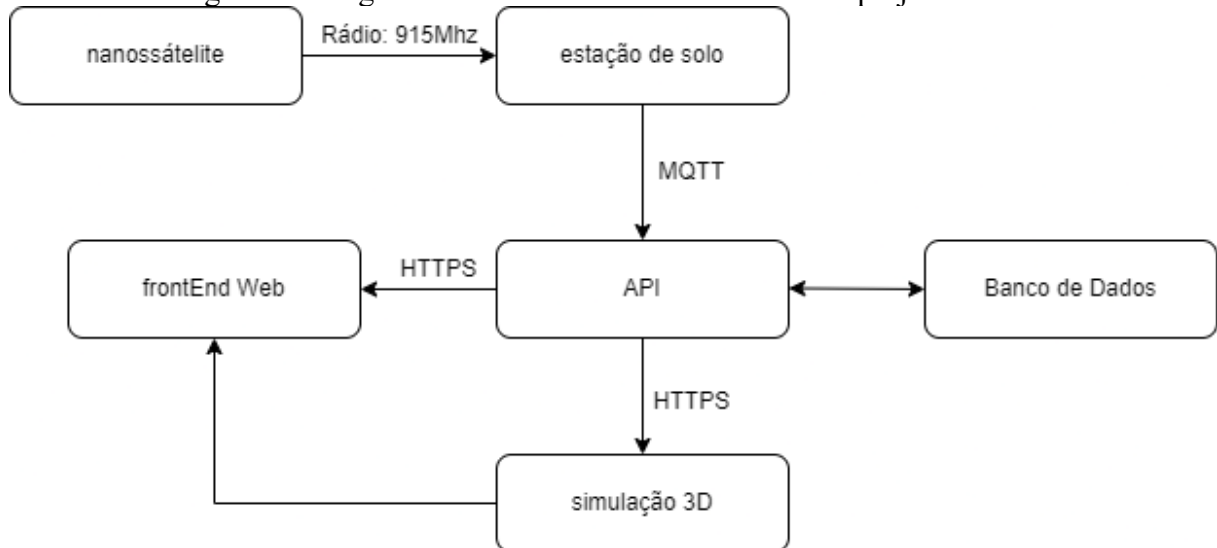 nanossátelite
Rádio: 915Mhz
estação de solo
MQTT
frontEnd Web
HTTPS
API
Banco de Dados
HTTPS
simulação 3D